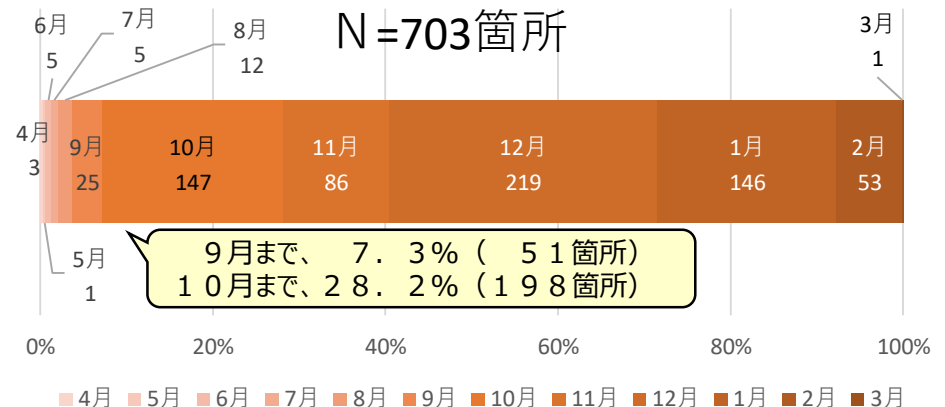 N=703箇所
6月
5
7月
5
8月
12
3月
1
4月
3
9月
25
10月
147
11月
86
12月
219
1月
146
2月
53
5月
1
9月まで、 7.3%( 51箇所)
10月まで、28.2%(198箇所)
0% 20% 40% 60% 80% 100%
4月 5月 6月 7月 8月 9月 10月 11月 12月 1月 2月 3月